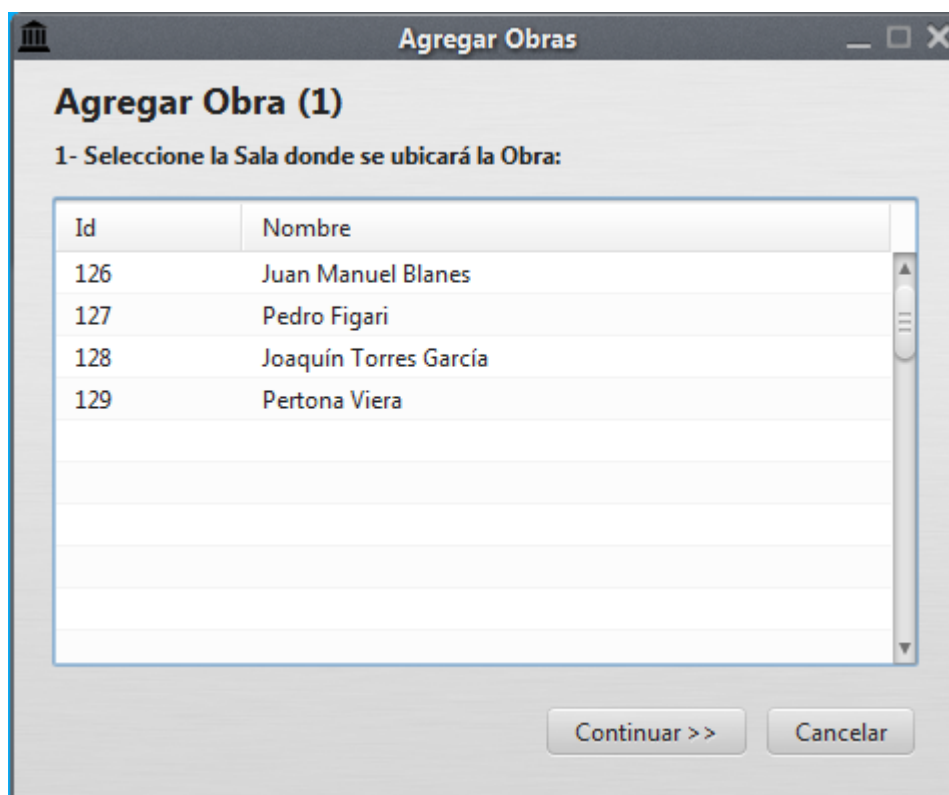 Agregar Obras
Agregar Obra (1)
1- Seleccione la Sala donde se ubicará la Obra:
Id Nombre
126 Juan Manuel Blanes
127 Pedro Figari
128 Joaquín Torres García
129 Pertona Viera
Continuar >> Cancelar